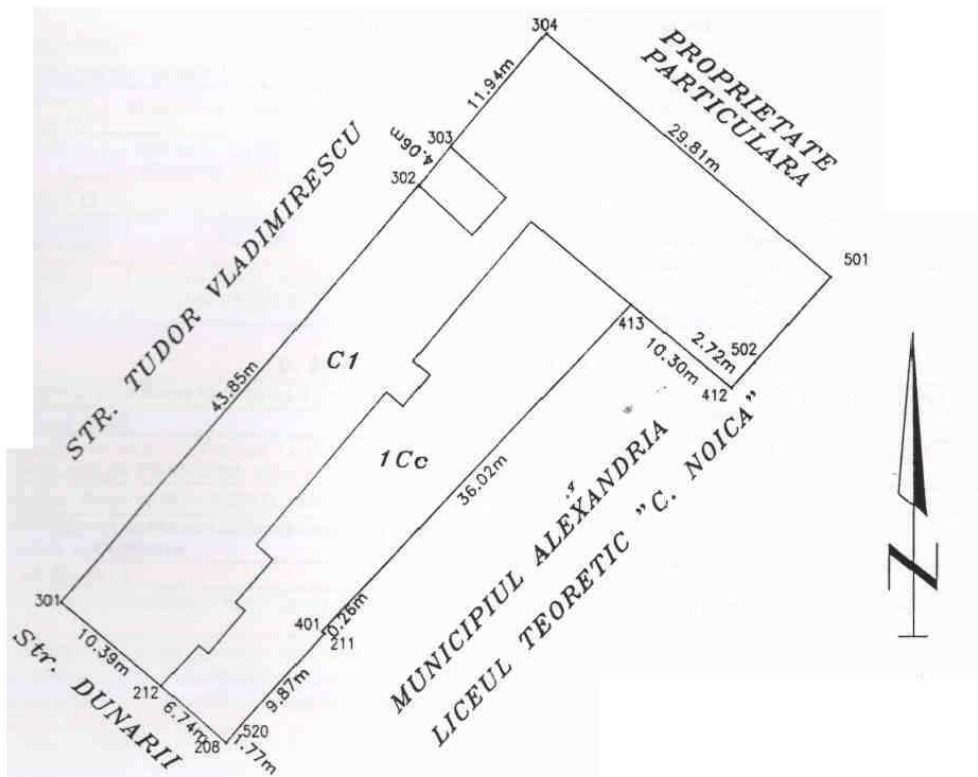 304
PROPRIETATE
PARTICULARA
11.94m
29.81m
303
4.06m
302
501
STR. TUDOR VLADIMIRESCU
43.85m
C1
413
2.72m
502
10.30m
412
1Cc
36.02m
MUNICIPIUL ALEXANDRIA
LICEUL TEORETIC "C. NOICA"
N
301
401
0.26m
211
10.39m
Str. DUNARII
212
9.87m
6.74m
520
208
1.77m